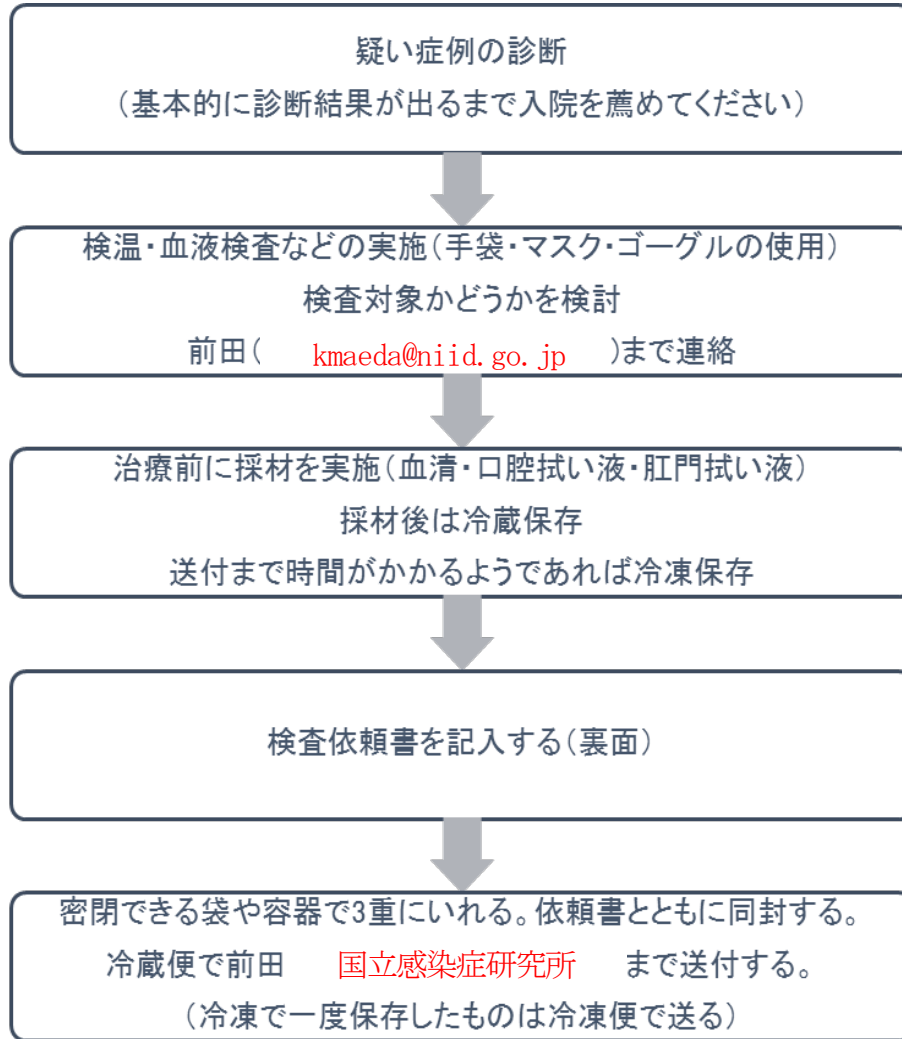 疑い症例の診断
（基本的に診断結果が出るまで入院を薦めてください）
検温・血液検査などの実施（手袋・マスク・ゴーグルの使用）
検査対象かどうかを検討
前田（ kmaeda@niid.go.jp ）まで連絡
治療前に採材を実施（血清・口腔拭い液・肛門拭い液）
採材後は冷蔵保存
送付まで時間がかかるようであれば冷凍保存
検査依頼書を記入する（裏面）
密閉できる袋や容器で3重にいれる。依頼書とともに同封する。
冷蔵便で前田 国立感染症研究所 まで送付する。
（冷凍で一度保存したものは冷凍便で送る）